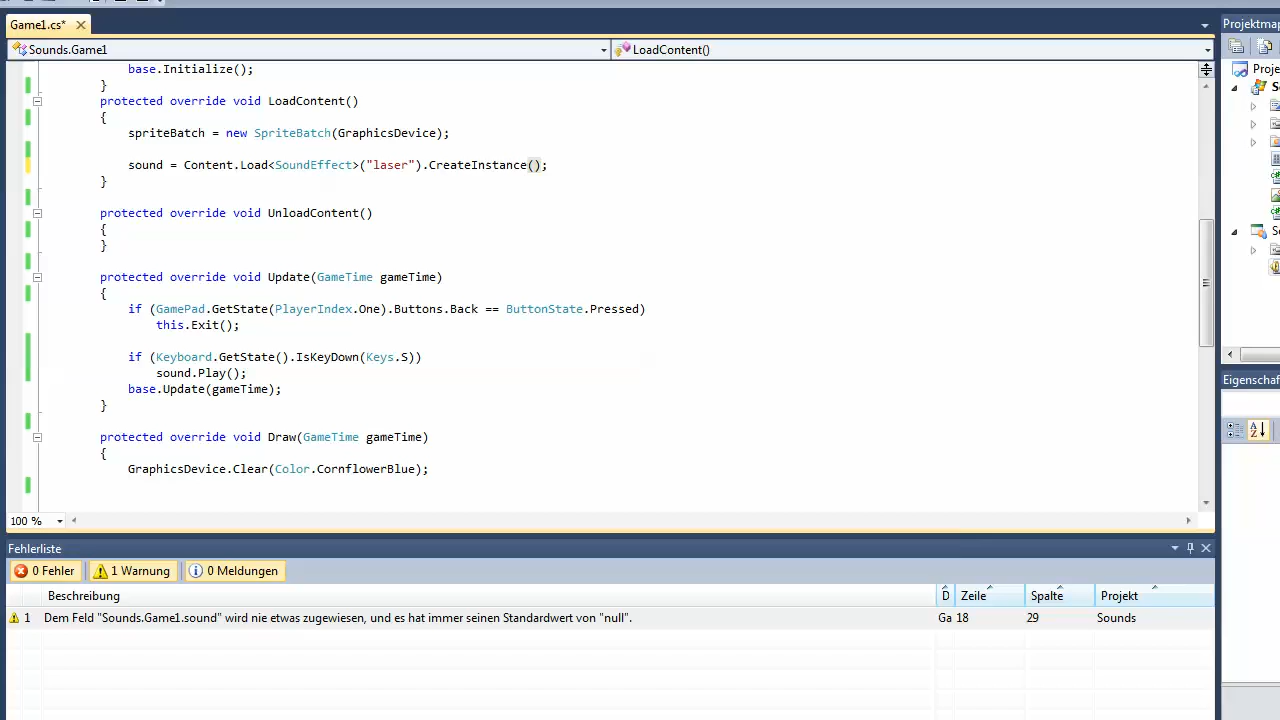 Game1.cs*
Projektmap
Sounds.Game1
LoadContent()
base.Initialize();
}
protected override void LoadContent()
{
spriteBatch = new SpriteBatch(GraphicsDevice);
sound = Content.Load<SoundEffect>("laser").CreateInstance();
}
protected override void UnloadContent()
{
}
protected override void Update(GameTime gameTime)
{
if (GamePad.GetState(PlayerIndex.One).Buttons.Back == ButtonState.Pressed)
this.Exit();
if (Keyboard.GetState().IsKeyDown(Keys.S))
sound.Play();
base.Update(gameTime);
}
protected override void Draw(GameTime gameTime)
{
GraphicsDevice.Clear(Color.CornflowerBlue);
100 %
Proje
S
S
Eigenschaf
Fehlerliste
0 Fehler
1 Warnung
0 Meldungen
Beschreibung D Zeile Spalte Projekt
1 Dem Feld "Sounds.Game1.sound" wird nie etwas zugewiesen, und es hat immer seinen Standardwert von "null". Ga 18 29 Sounds